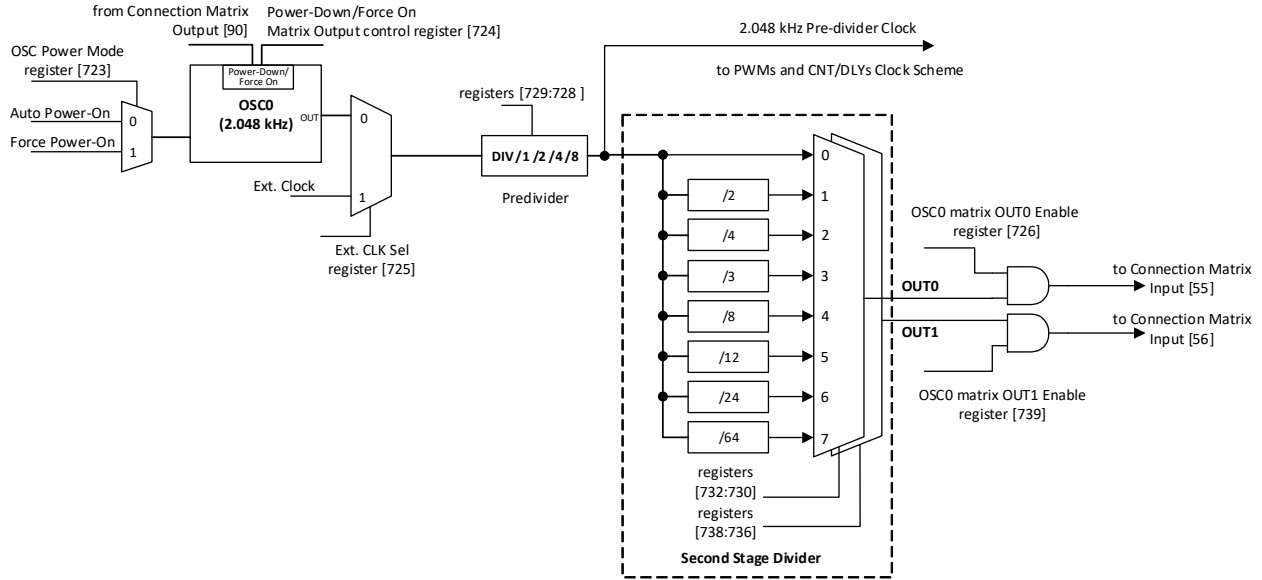 from Connection Matrix
Output [90]
Power-Down/Force On
Matrix Output control register [724]
OSC Power Mode
register [723]
Auto Power-On
Force Power-On
0
1
Power-Down/
Force On
OSC0
(2.048 kHz)
OUT
0
1
Ext. Clock
Ext. CLK Sel
register [725]
registers [729:728 ]
DIV /1 /2 /4 /8
Predivider
2.048 kHz Pre-divider Clock
to PWMs and CNT/DLYs Clock Scheme
/2
/4
/3
/8
/12
/24
/64
0
1
2
3
4
5
6
7
registers
[732:730]
registers
[738:736]
Second Stage Divider
OSC0 matrix OUT0 Enable
register [726]
OUT0
to Connection Matrix
Input [55]
OUT1
to Connection Matrix
Input [56]
OSC0 matrix OUT1 Enable
register [739]